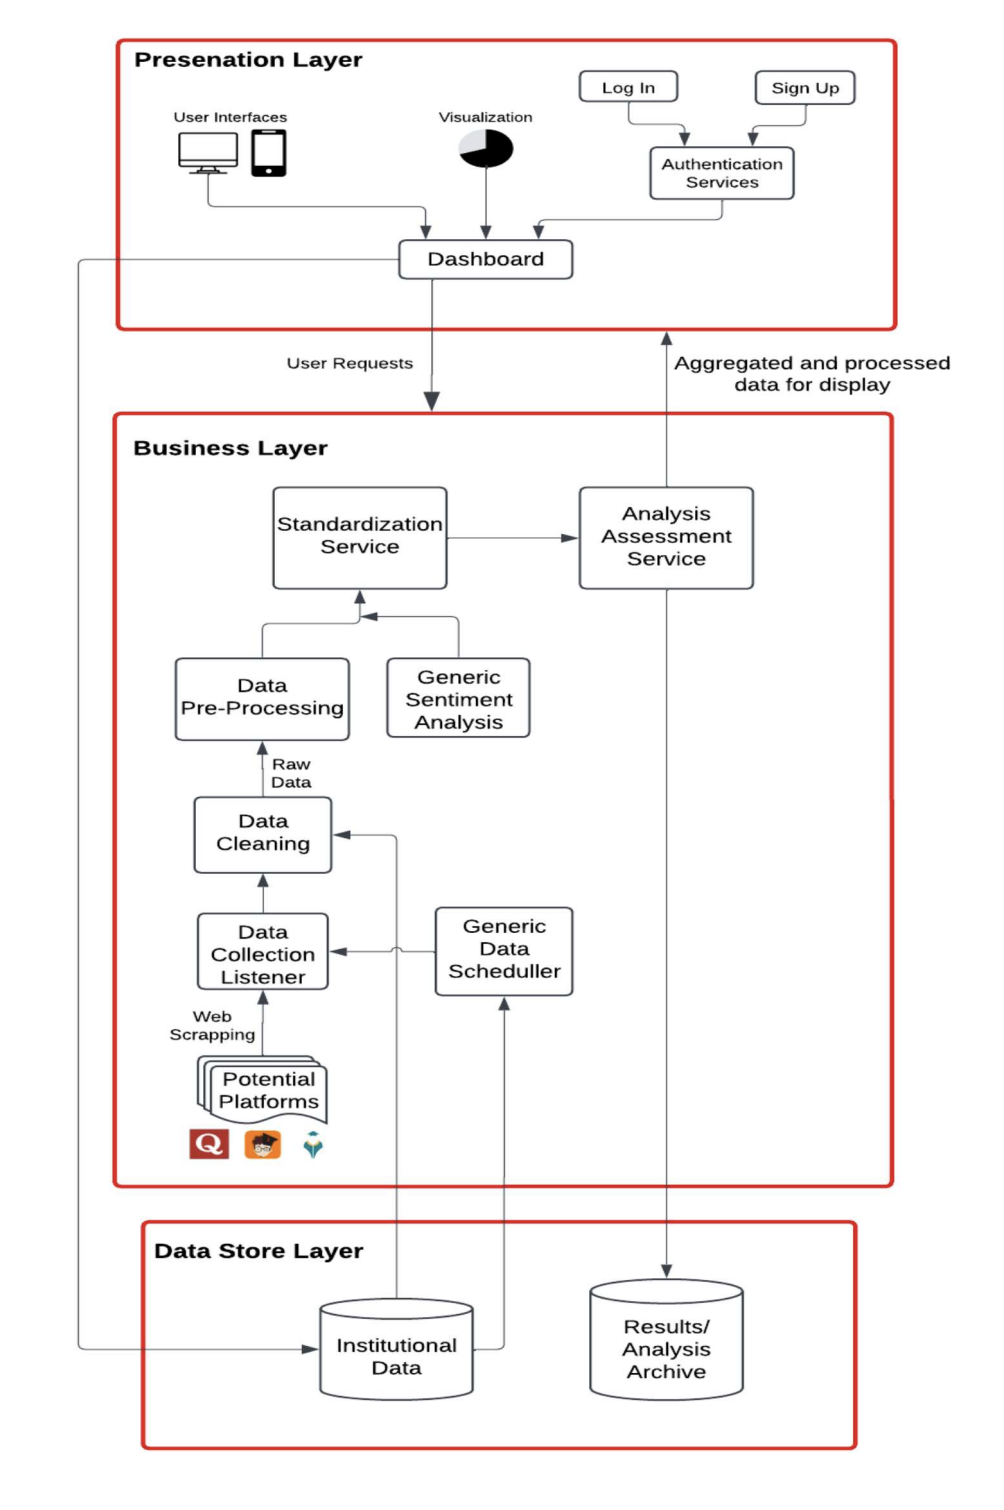 Presenation Layer
Log In
Sign Up
User Interfaces
Visualization
Authentication
Services
Dashboard
User Requests
Aggregated and processed
data for display
Business Layer
Standardization
Service
Analysis
Assessment
Service
Data
Pre-Processing
Generic
Sentiment
Analysis
Raw
Data
Data
Cleaning
Data
Collection
Listener
Generic
Data
Scheduller
Web
Scrapping
Potential
Platforms
Q
Data Store Layer
Institutional
Data
Results/
Analysis
Archive